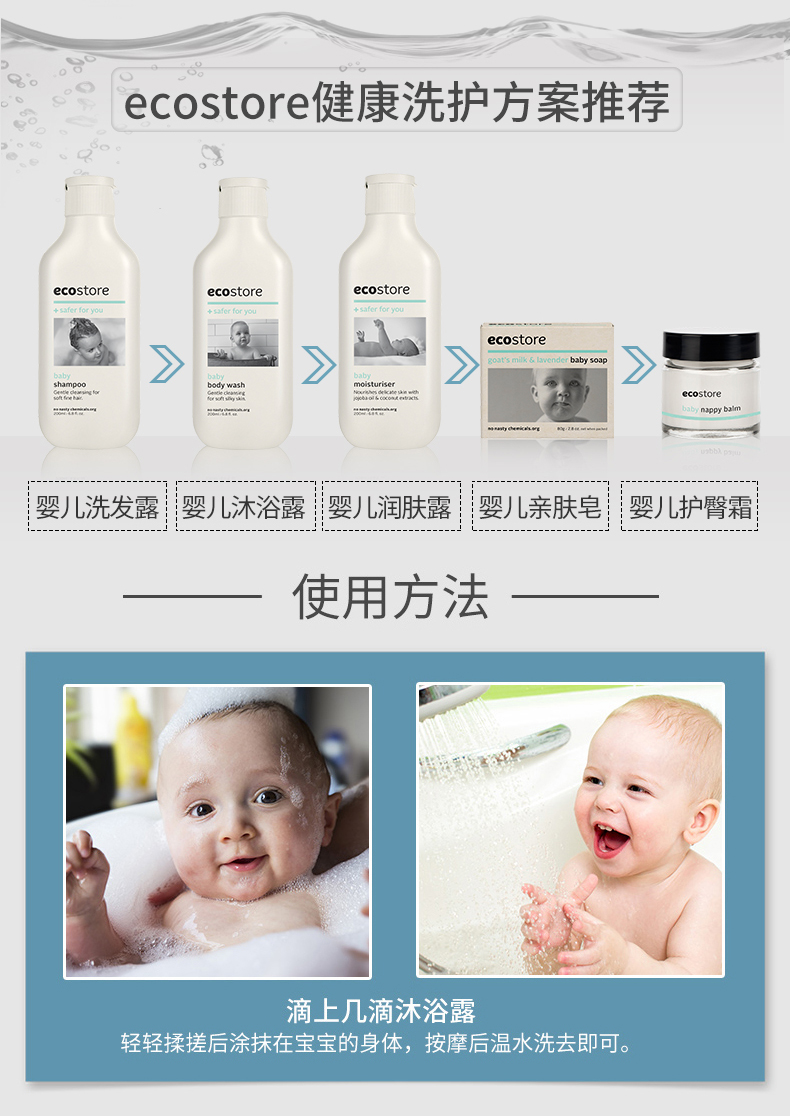 ecostore健康洗护方案推荐
ecostore
+ safer for you
baby
shampoo
Gentle cleansing for
soft fine hair.
no nasty chemicals.org
200ml · 6.8 fl. oz.
ecostore
+ safer for you
baby
body wash
Gentle cleansing
for soft silky skin.
no nasty chemicals.org
200ml · 6.8 fl. oz.
ecostore
+ safer for you
baby
moisturiser
Nourishes delicate skin with
jojoba oil & coconut extracts.
no nasty chemicals.org
200ml · 6.8 fl. oz.
ecostore
goat's milk & lavender baby soap
no nasty chemicals.org
80g · 2.8 oz. net when packed
ecostore
baby nappy balm
婴儿洗发露
婴儿沐浴露
婴儿润肤露
婴儿亲肤皂
婴儿护臀霜
使用方法
滴上几滴沐浴露
轻轻揉搓后涂抹在宝宝的身体，按摩后温水洗去即可。